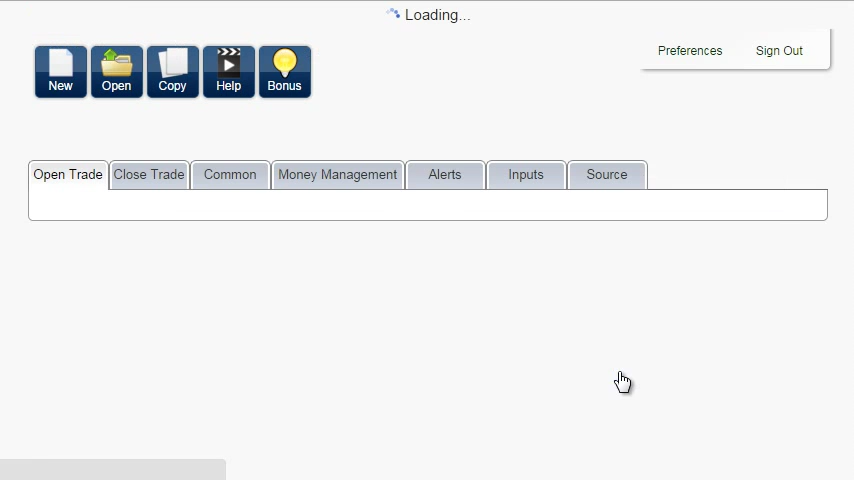 Loading...
Preferences Sign Out
New Open Copy Help Bonus
Open Trade Close Trade Common Money Management Alerts Inputs Source